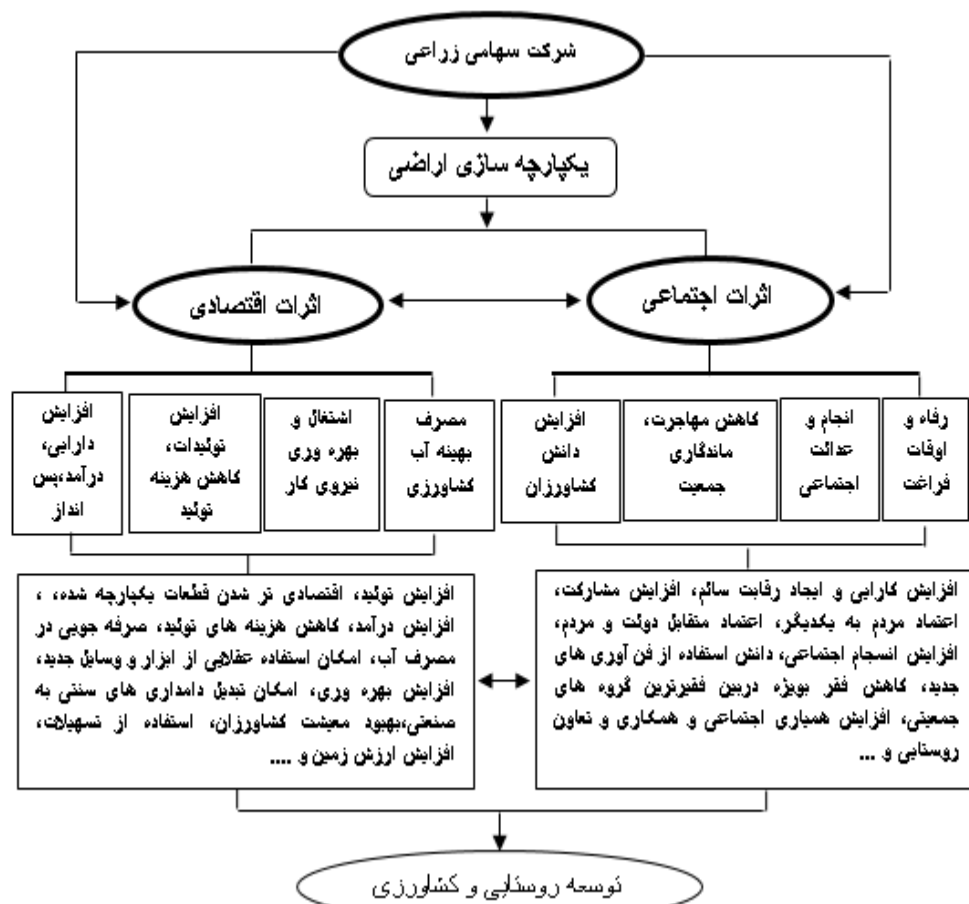 شرکت سهامی زراعی
یکپارچه سازی اراضی
اثرات اجتماعی
اثرات اقتصادی
رفاه و
اوقات
فراغت
انجام و
عدالت
اجتماعی
کاهش مهاجرت،
ماندگاری
جمعیت
افزایش
دانش
کشاورزان
مصرف
بهینه آب
کشاورزی
اشتغال و
بهره وری
نیروی کار
افزایش
تولیدات،
کاهش هزینه
تولید
افزایش
دارایی،
درآمد،پس
انداز
افزایش کارایی و ایجاد رقابت سالم، افزایش مشارکت،
اعتماد مردم به یکدیگر، اعتماد متقابل دولت و مردم،
افزایش انسجام اجتماعی، دانش استفاده از فن آوری های
جدید، کاهش فقر بویژه دربین فقیرترین گروه های
جمعیتی، افزایش همیاری اجتماعی و همکاری و تعاون
روستایی و ...
افزایش تولید، اقتصادی تر شدن قطعات یکپارچه شده، ،
افزایش درآمد، کاهش هزینه های تولید، صرفه جویی در
مصرف آب، امکان استفاده عقلایی از ابزار و وسایل جدید،
افزایش بهره وری، امکان تبدیل دامداری های سنتی به
صنعتی،بهبود معیشت کشاورزان، استفاده از تسهیلات،
افزایش ارزش زمین و ....
توسعه روستایی و کشاورزی